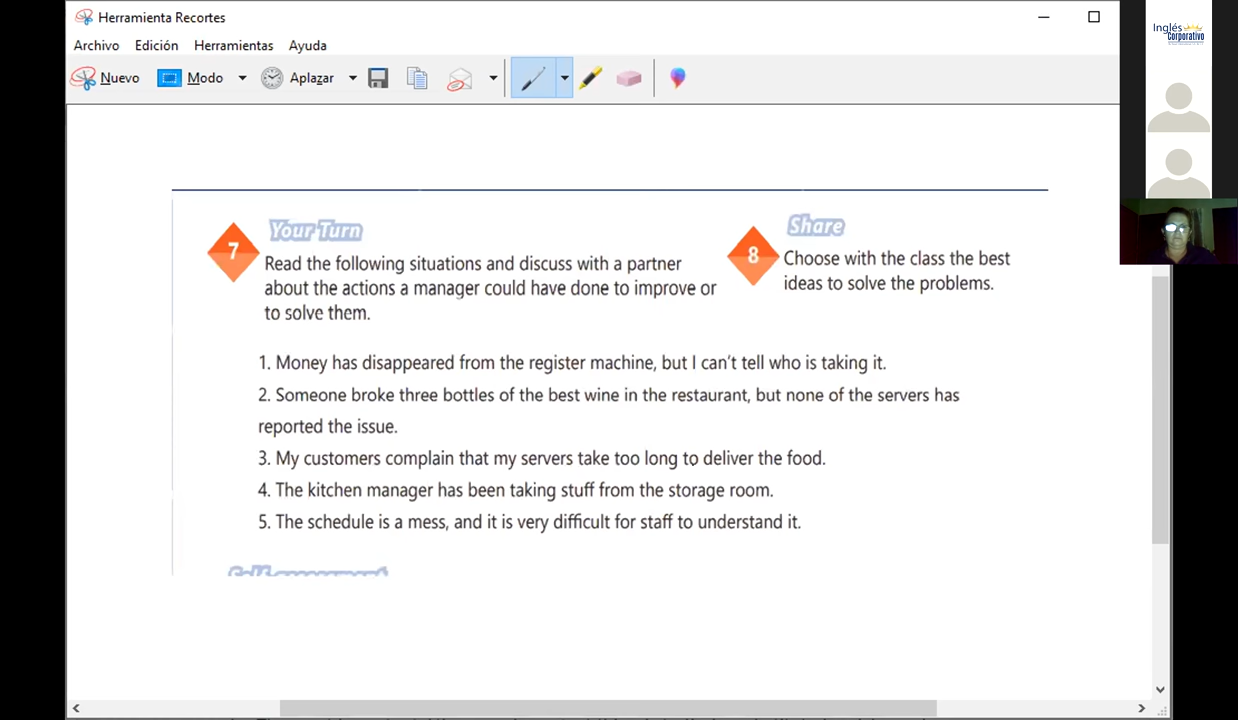 Herramienta Recortes
Archivo Edición Herramientas Ayuda
Nuevo Modo Aplazar
Inglés
Corporativo
7 Your Turn
Read the following situations and discuss with a partner
about the actions a manager could have done to improve or
to solve them.
8 Share
Choose with the class the best
ideas to solve the problems.
1. Money has disappeared from the register machine, but I can't tell who is taking it.
2. Someone broke three bottles of the best wine in the restaurant, but none of the servers has
reported the issue.
3. My customers complain that my servers take too long to deliver the food.
4. The kitchen manager has been taking stuff from the storage room.
5. The schedule is a mess, and it is very difficult for staff to understand it.
Self-assessment